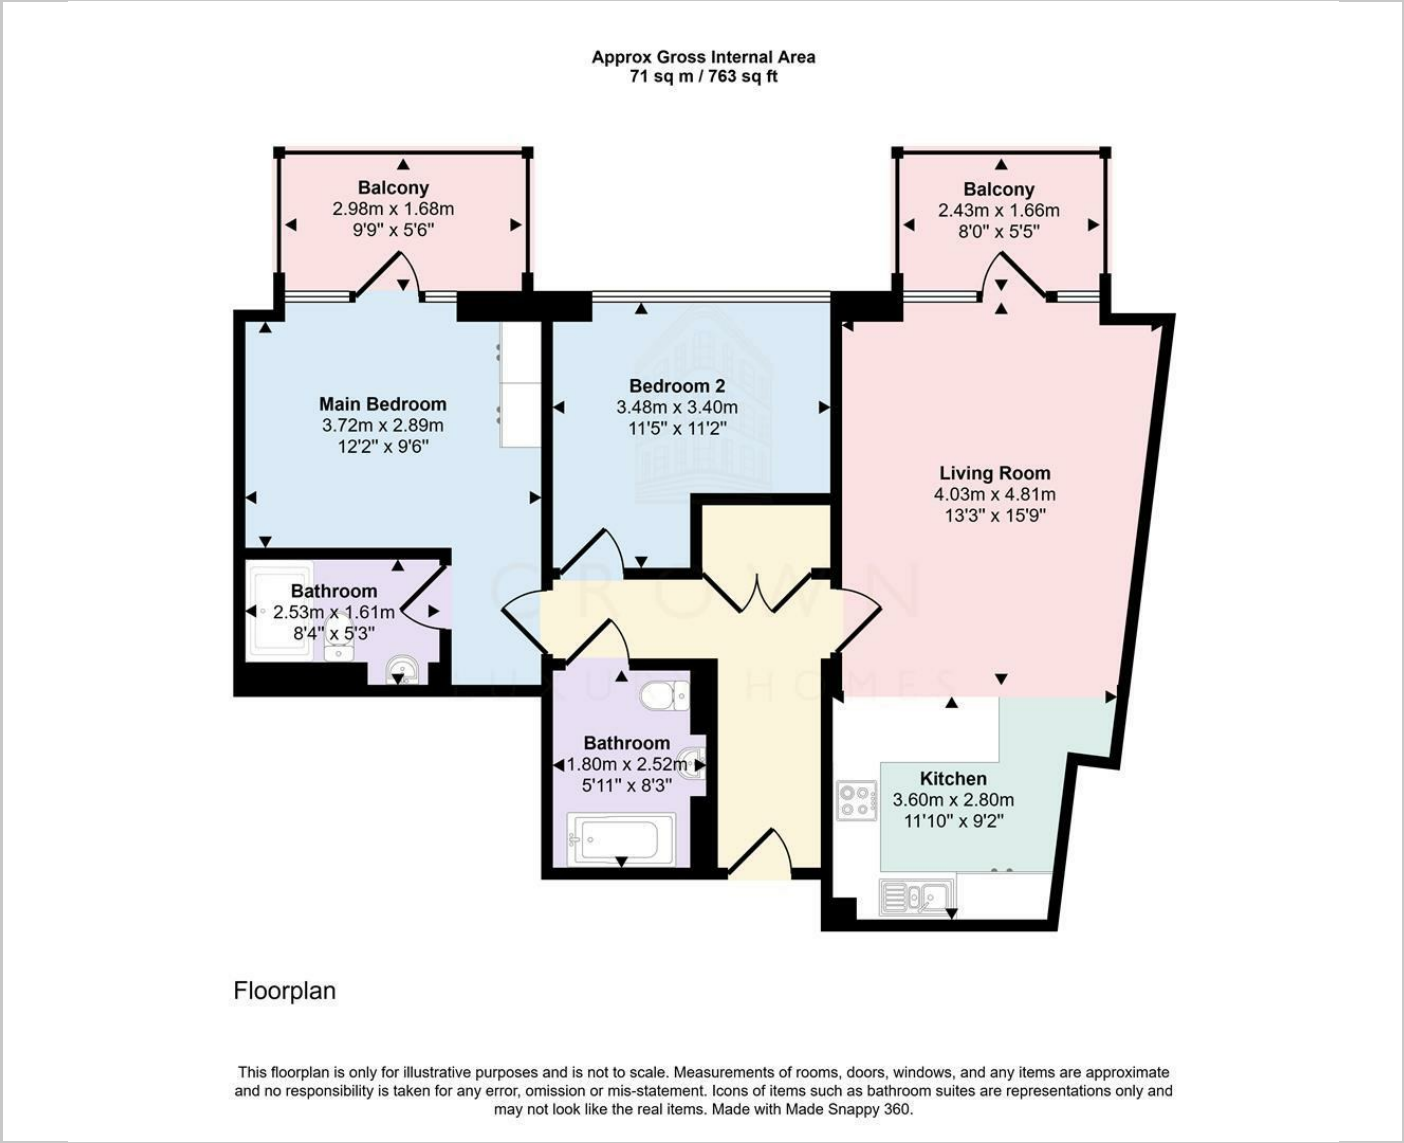 Approx Gross Internal Area
71 sq m / 763 sq ft
Balcony
2.98m x 1.68m
9'9" x 5'6"
Balcony
2.43m x 1.66m
8'0" x 5'5"
Main Bedroom
3.72m x 2.89m
12'2" x 9'6"
Bedroom 2
3.48m x 3.40m
11'5" x 11'2"
Living Room
4.03m x 4.81m
13'3" x 15'9"
Bathroom
2.53m x 1.61m
8'4" x 5'3"
CROWN
LUXURY HOMES
Bathroom
1.80m x 2.52m
5'11" x 8'3"
Kitchen
3.60m x 2.80m
11'10" x 9'2"
Floorplan
This floorplan is only for illustrative purposes and is not to scale. Measurements of rooms, doors, windows, and any items are approximate
and no responsibility is taken for any error, omission or mis-statement. Icons of items such as bathroom suites are representations only and
may not look like the real items. Made with Made Snappy 360.